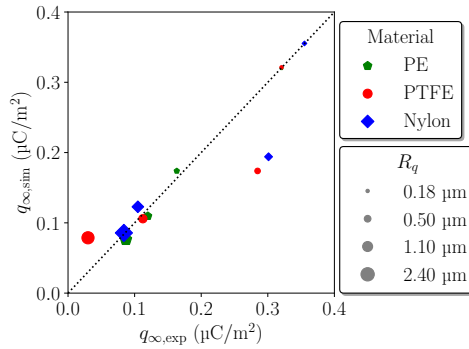 0.4
0.3
0.2
0.1
0.0
q∞,sim (µC/m²)
0.0 0.1 0.2 0.3 0.4
q∞,exp (µC/m²)
Material
PE
PTFE
Nylon
Rq
0.18 µm
0.50 µm
1.10 µm
2.40 µm